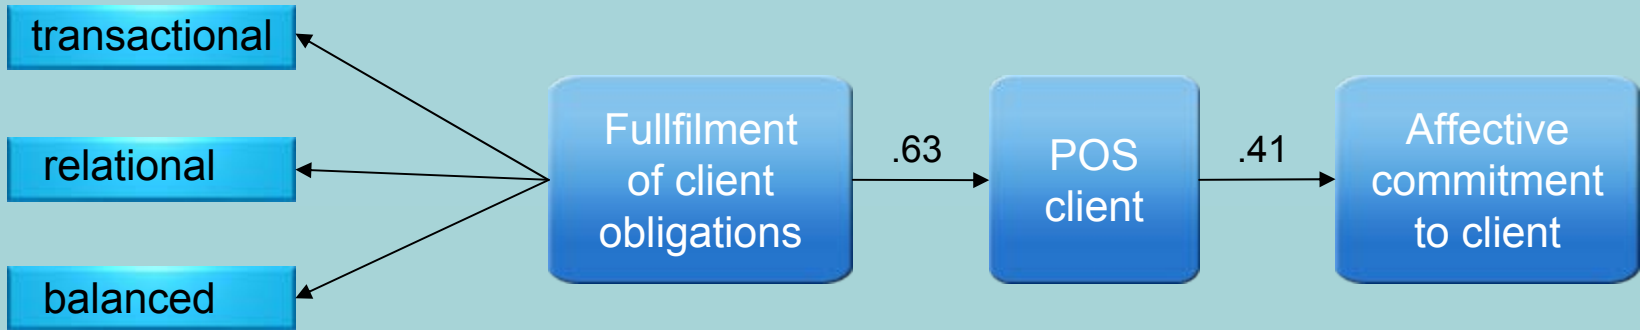 transactional
relational
balanced
Fullfilment
of client
obligations
.63
POS
client
.41
Affective
commitment
to client